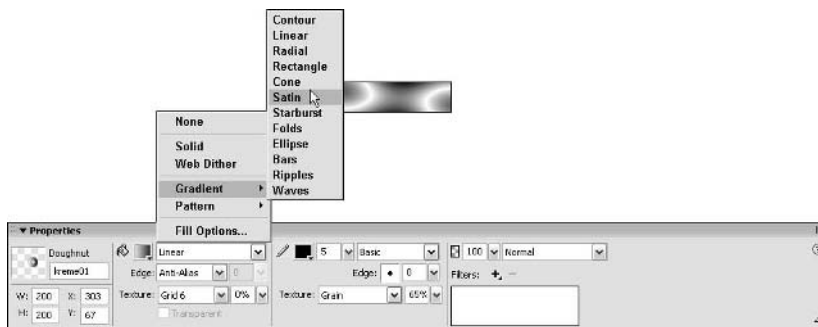 Contour
Linear
Radial
Rectangle
Cone
Satin
Starburst
Folds
Ellipse
Bars
Ripples
Waves
None
Solid
Web Dither
Gradient
Pattern
Fill Options...
Properties
Doughnut Linear 5 Basic 100 Normal
kreme01 Edge: Anti-Alias 0 Edge: 0 Filters: + −
W: 200 X: 303 Texture: Grid 6 0% Texture: Grain 65%
H: 200 Y: 67 Transparent